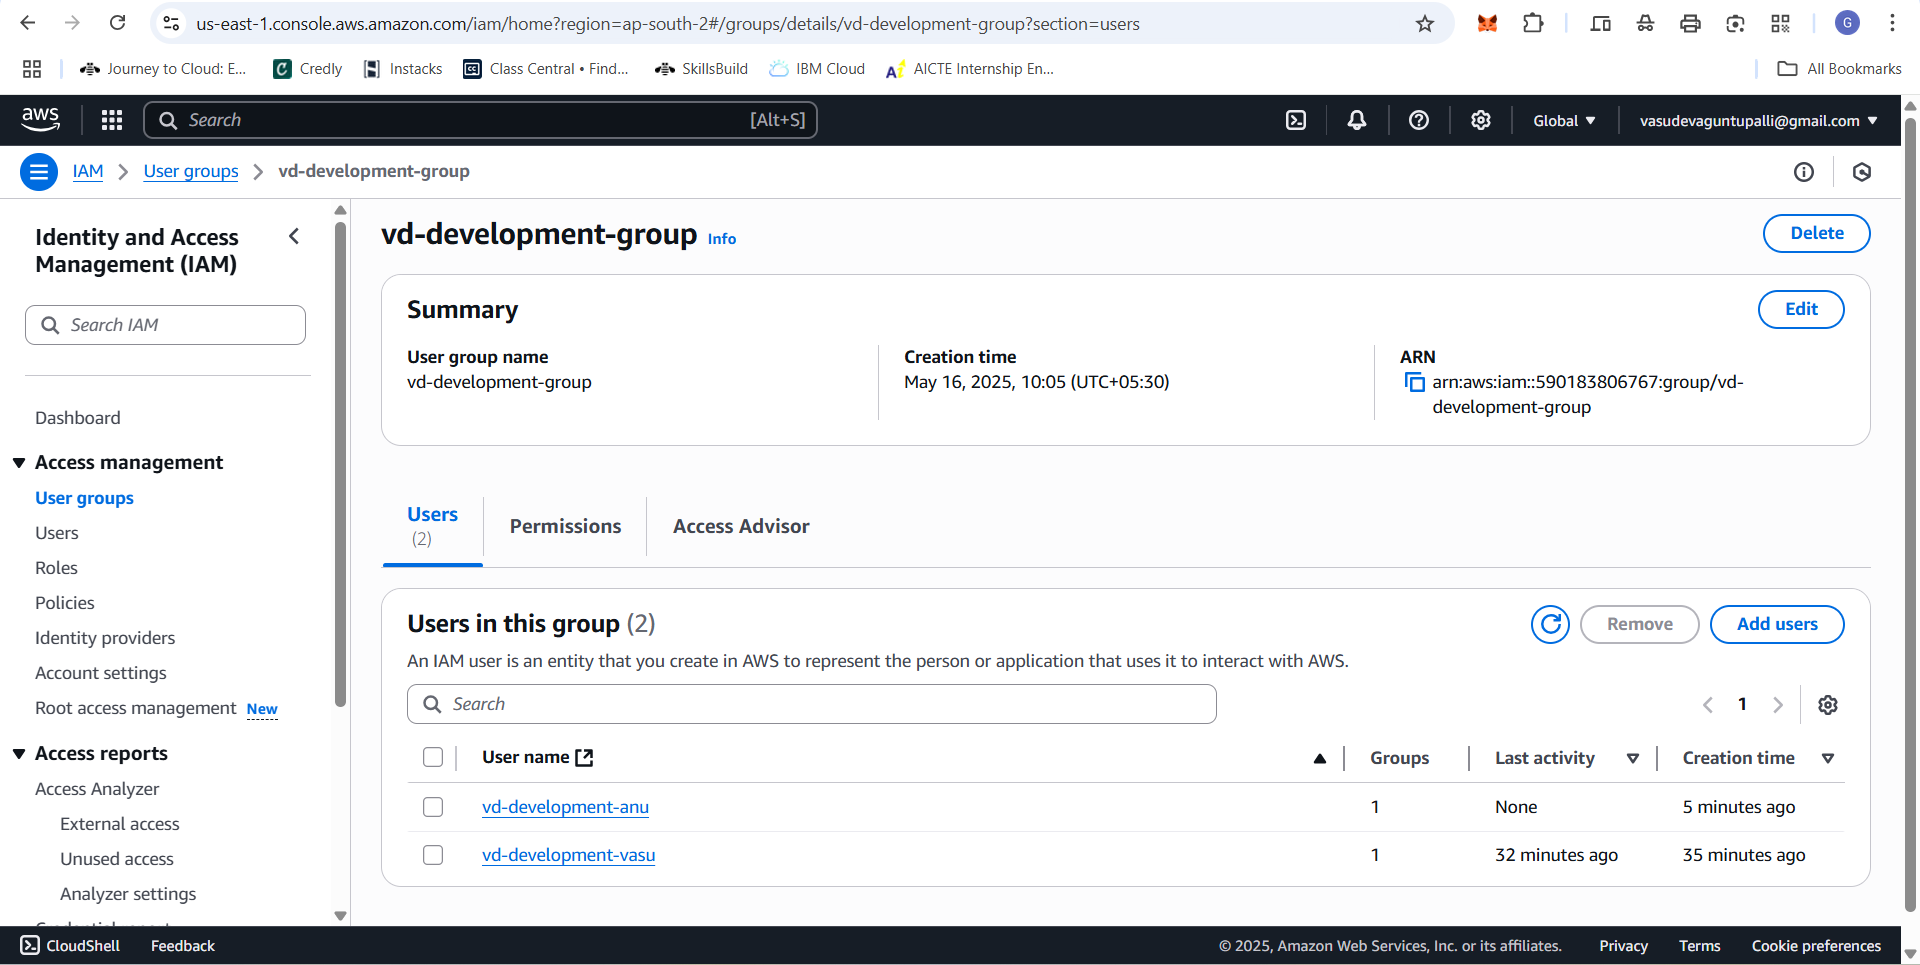 us-east-1.console.aws.amazon.com/iam/home?region=ap-south-2#/groups/details/vd-development-group?section=users
G
Journey to Cloud: E...
Credly
Instacks
Class Central • Find...
SkillsBuild
IBM Cloud
AICTE Internship En...
All Bookmarks
aws
Search
[Alt+S]
Global
vasudevaguntupalli@gmail.com
IAM
User groups
vd-development-group
Identity and Access
Management (IAM)
Search IAM
Dashboard
Access management
User groups
Users
Roles
Policies
Identity providers
Account settings
Root access management New
Access reports
Access Analyzer
External access
Unused access
Analyzer settings
vd-development-group Info
Delete
Summary
Edit
User group name
vd-development-group
Creation time
May 16, 2025, 10:05 (UTC+05:30)
ARN
arn:aws:iam::590183806767:group/vd-
development-group
Users
(2)
Permissions
Access Advisor
Users in this group (2)
Remove
Add users
An IAM user is an entity that you create in AWS to represent the person or application that uses it to interact with AWS.
Search
1
User name
Groups
Last activity
Creation time
vd-development-anu
1
None
5 minutes ago
vd-development-vasu
1
32 minutes ago
35 minutes ago
CloudShell
Feedback
© 2025, Amazon Web Services, Inc. or its affiliates.
Privacy
Terms
Cookie preferences